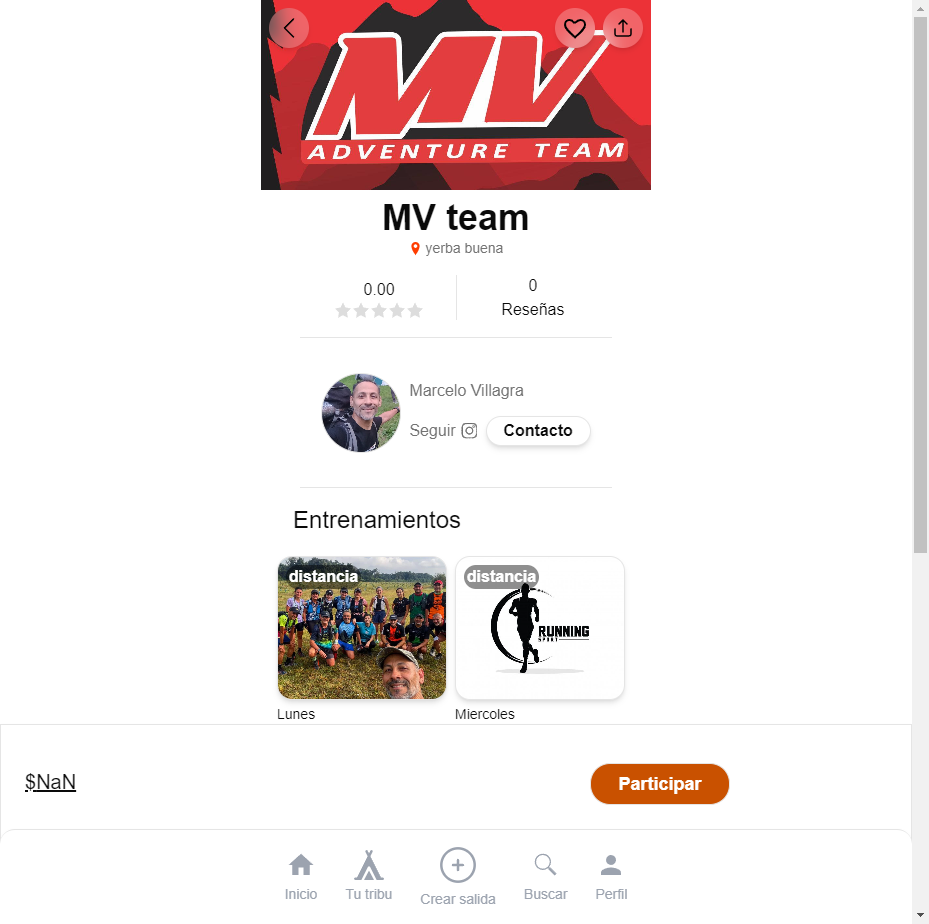 MV
ADVENTURE TEAM
MV team
yerba buena
0.00
0
Reseñas
Marcelo Villagra
Seguir
Contacto
Entrenamientos
distancia
distancia
RUNNING
SPORT
Lunes
Miercoles
$NaN
Participar
Inicio
Tu tribu
Crear salida
Buscar
Perfil